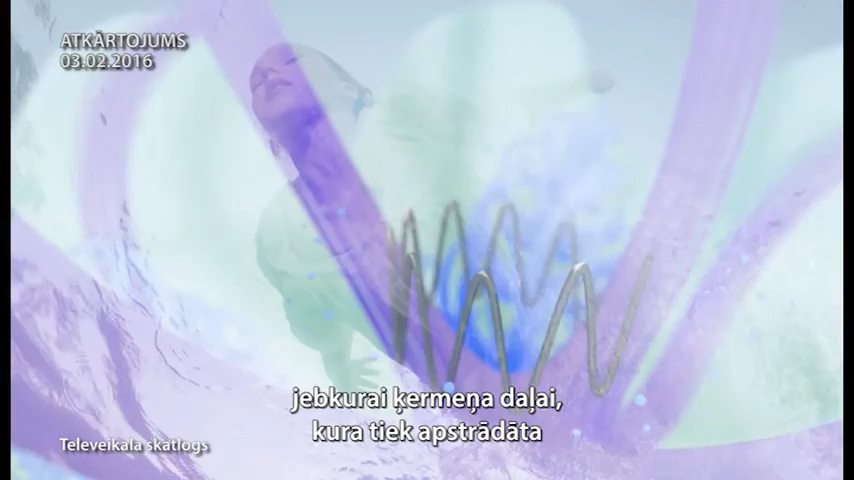 ATKĀRTOJUMS
03.02.2016
jebkurai ķermeņa daļai,
kura tiek apstrādāta
Televeikala skatlogs